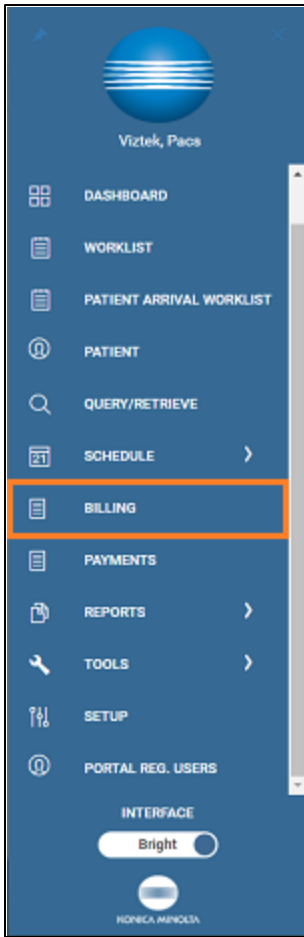 Viztek, Pacs
DASHBOARD
WORKLIST
PATIENT ARRIVAL WORKLIST
PATIENT
QUERY/RETRIEVE
21 SCHEDULE
BILLING
PAYMENTS
REPORTS
TOOLS
SETUP
PORTAL REG. USERS
INTERFACE
Bright
KONICA MINOLTA